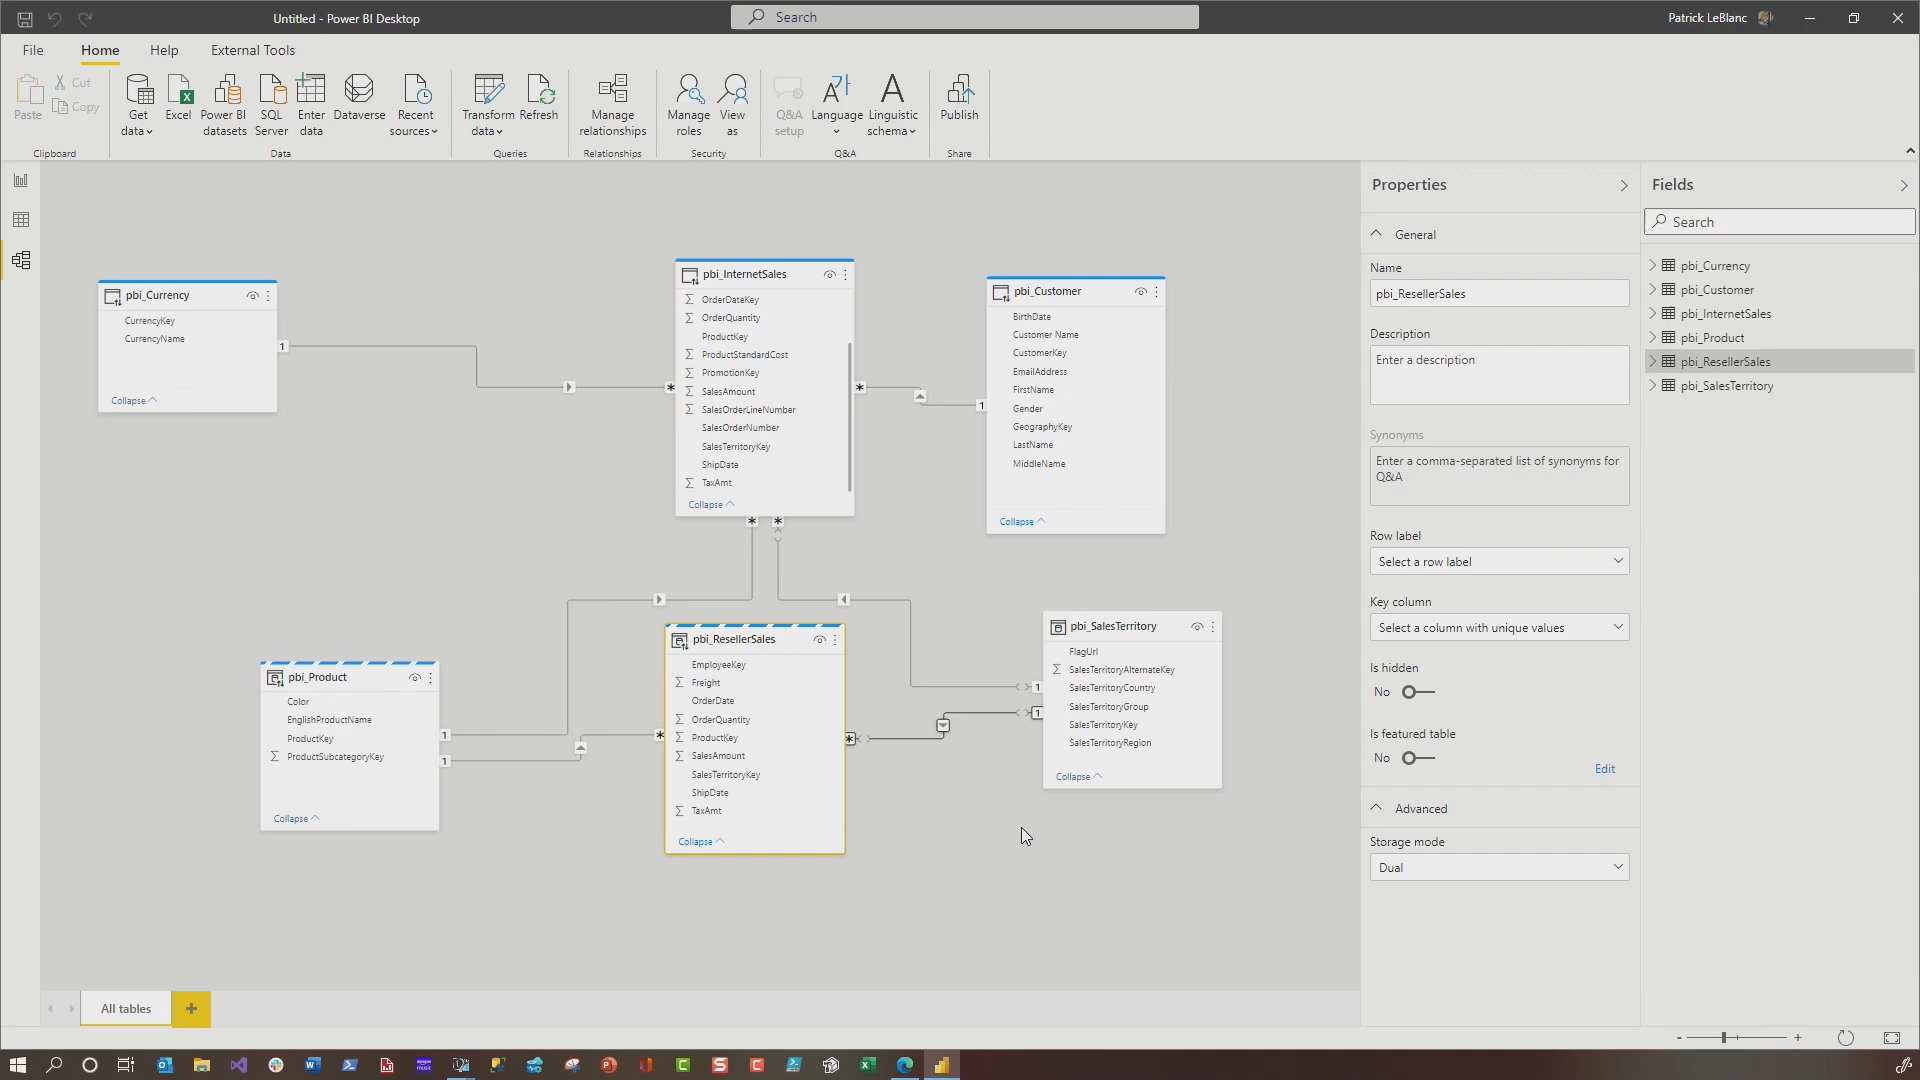 Untitled - Power BI Desktop
Search
Patrick LeBlanc
File
Home
Help
External Tools
Paste
Cut
Copy
Clipboard
Get data
Excel
Power BI datasets
SQL Server
Enter data
Dataverse
Recent sources
Data
Transform data
Refresh
Queries
Manage relationships
Relationships
Manage roles
View as
Security
Q&A setup
Language
Linguistic schema
Q&A
Publish
Share
pbi_Currency
CurrencyKey
CurrencyName
Collapse
1
*
pbi_InternetSales
OrderDateKey
OrderQuantity
ProductKey
ProductStandardCost
PromotionKey
SalesAmount
SalesOrderLineNumber
SalesOrderNumber
SalesTerritoryKey
ShipDate
TaxAmt
Collapse
*
1
*
*
pbi_Customer
BirthDate
Customer Name
CustomerKey
EmailAddress
FirstName
Gender
GeographyKey
LastName
MiddleName
Collapse
pbi_Product
Color
EnglishProductName
ProductKey
ProductSubcategoryKey
Collapse
1
1
*
pbi_ResellerSales
EmployeeKey
Freight
OrderDate
OrderQuantity
ProductKey
SalesAmount
SalesTerritoryKey
ShipDate
TaxAmt
Collapse
*
1
1
pbi_SalesTerritory
FlagUrl
SalesTerritoryAlternateKey
SalesTerritoryCountry
SalesTerritoryGroup
SalesTerritoryKey
SalesTerritoryRegion
Collapse
All tables
Properties
General
Name
pbi_ResellerSales
Description
Enter a description
Synonyms
Enter a comma-separated list of synonyms for
Q&A
Row label
Select a row label
Key column
Select a column with unique values
Is hidden
No
Is featured table
No
Edit
Advanced
Storage mode
Dual
Fields
Search
pbi_Currency
pbi_Customer
pbi_InternetSales
pbi_Product
pbi_ResellerSales
pbi_SalesTerritory